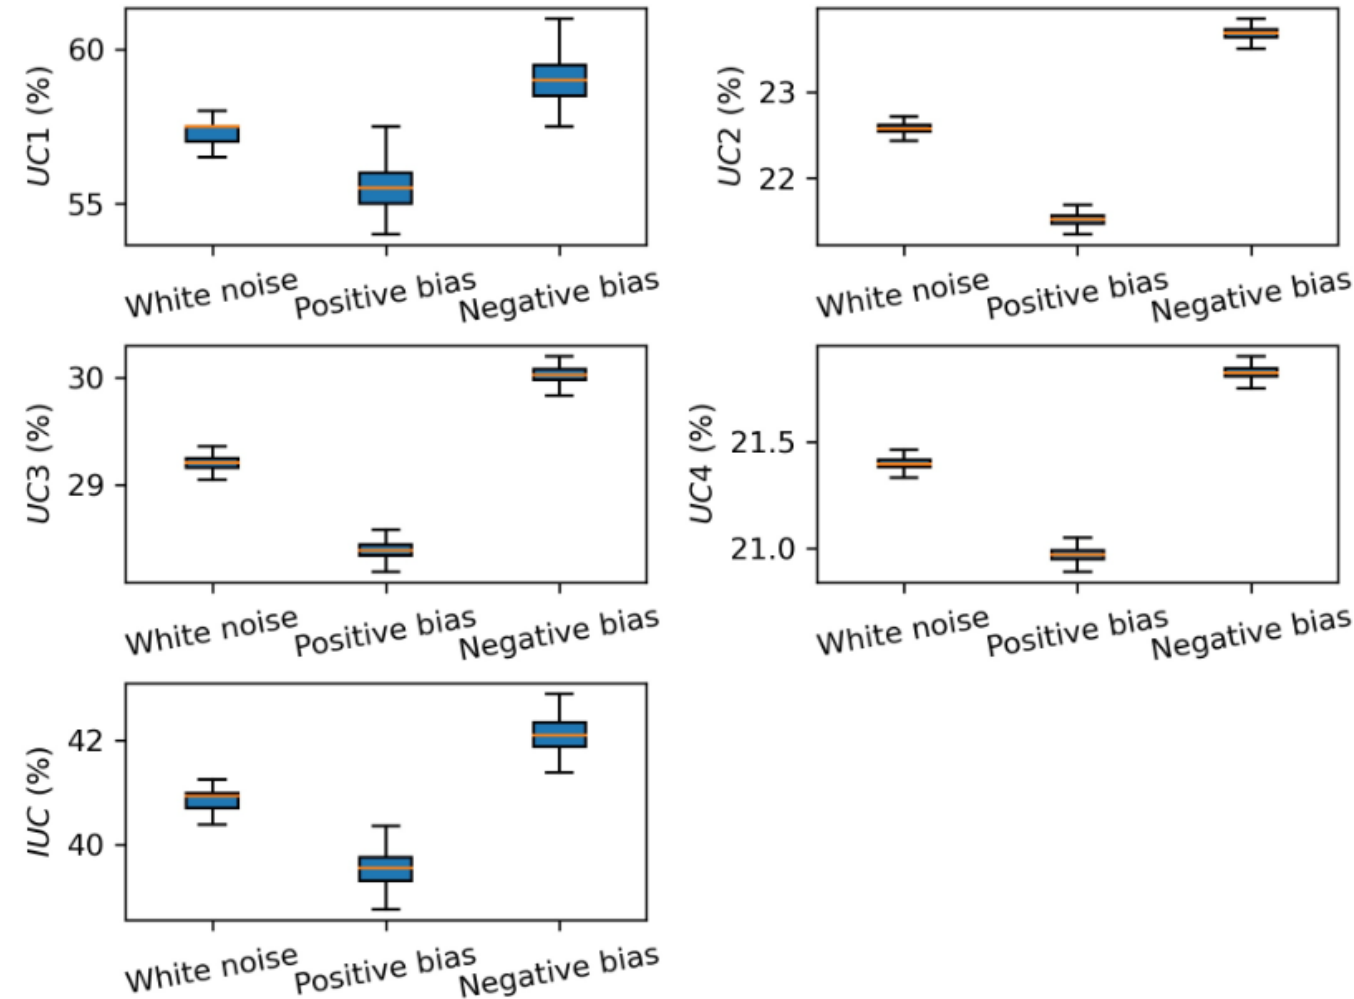 UC1 (%)
60
55
White noise
Positive bias
Negative bias
UC2 (%)
23
22
White noise
Positive bias
Negative bias
UC3 (%)
30
29
White noise
Positive bias
Negative bias
UC4 (%)
21.5
21.0
White noise
Positive bias
Negative bias
IUC (%)
42
40
White noise
Positive bias
Negative bias